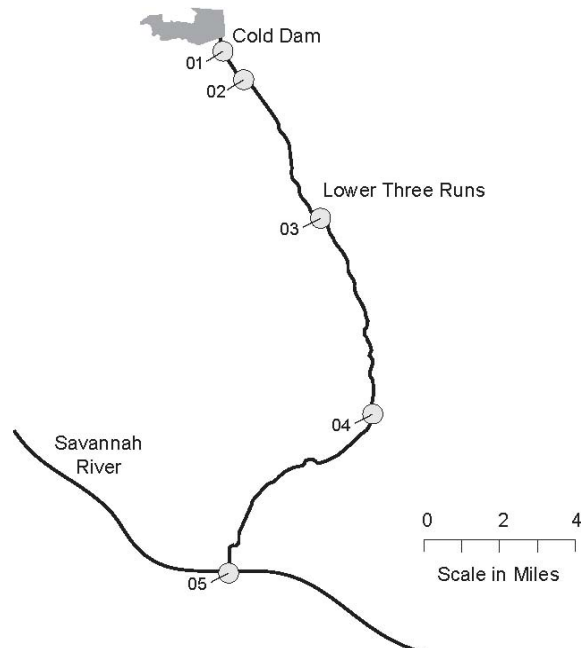 Cold Dam
01
02
Lower Three Runs
03
04
Savannah
River
0 2 4
Scale in Miles
05